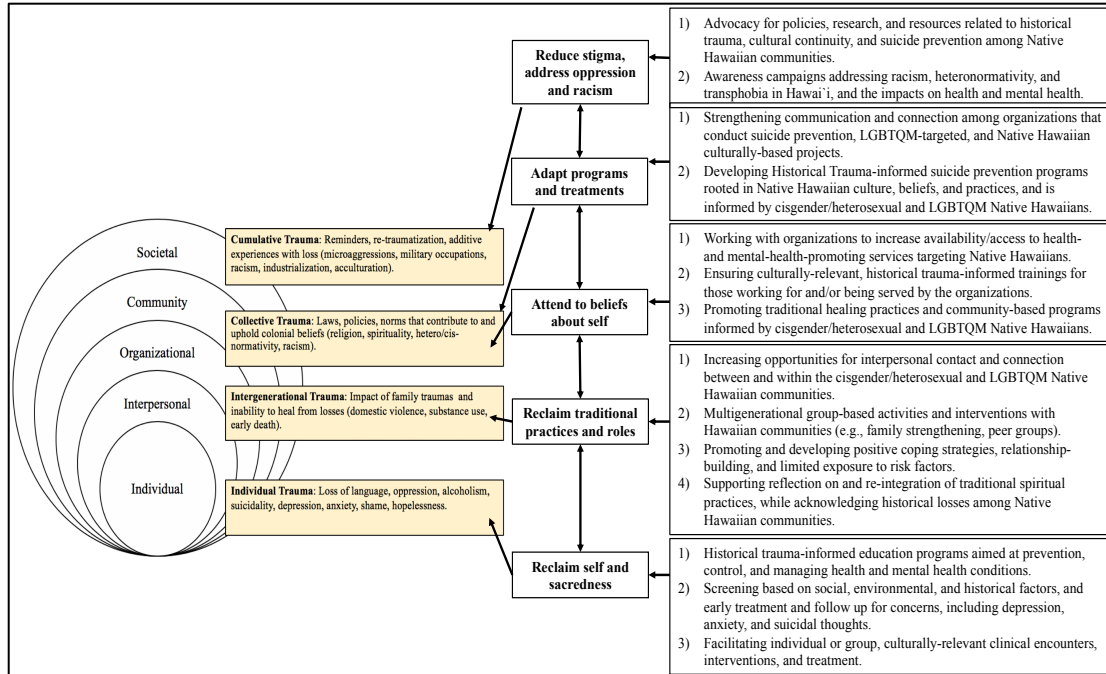 Societal
Community
Organizational
Interpersonal
Individual
Cumulative Trauma: Reminders, re-traumatization, additive
experiences with loss (microaggressions, military occupations,
racism, industrialization, acculturation).
Collective Trauma: Laws, policies, norms that contribute to and
uphold colonial beliefs (religion, spirituality, hetero/cis-
normativity, racism).
Intergenerational Trauma: Impact of family traumas and
inability to heal from losses (domestic violence, substance use,
early death).
Individual Trauma: Loss of language, oppression, alcoholism,
suicidality, depression, anxiety, shame, hopelessness.
Reduce stigma,
address oppression
and racism
Adapt programs
and treatments
Attend to beliefs
about self
Reclaim traditional
practices and roles
Reclaim self and
sacredness
1) Advocacy for policies, research, and resources related to historical
trauma, cultural continuity, and suicide prevention among Native
Hawaiian communities.
2) Awareness campaigns addressing racism, heteronormativity, and
transphobia in Hawai`i, and the impacts on health and mental health.
1) Strengthening communication and connection among organizations that
conduct suicide prevention, LGBTQM-targeted, and Native Hawaiian
culturally-based projects.
2) Developing Historical Trauma-informed suicide prevention programs
rooted in Native Hawaiian culture, beliefs, and practices, and is
informed by cisgender/heterosexual and LGBTQM Native Hawaiians.
1) Working with organizations to increase availability/access to health-
and mental-health-promoting services targeting Native Hawaiians.
2) Ensuring culturally-relevant, historical trauma-informed trainings for
those working for and/or being served by the organizations.
3) Promoting traditional healing practices and community-based programs
informed by cisgender/heterosexual and LGBTQM Native Hawaiians.
1) Increasing opportunities for interpersonal contact and connection
between and within the cisgender/heterosexual and LGBTQM Native
Hawaiian communities.
2) Multigenerational group-based activities and interventions with
Hawaiian communities (e.g., family strengthening, peer groups).
3) Promoting and developing positive coping strategies, relationship-
building, and limited exposure to risk factors.
4) Supporting reflection on and re-integration of traditional spiritual
practices, while acknowledging historical losses among Native
Hawaiian communities.
1) Historical trauma-informed education programs aimed at prevention,
control, and managing health and mental health conditions.
2) Screening based on social, environmental, and historical factors, and
early treatment and follow up for concerns, including depression,
anxiety, and suicidal thoughts.
3) Facilitating individual or group, culturally-relevant clinical encounters,
interventions, and treatment.